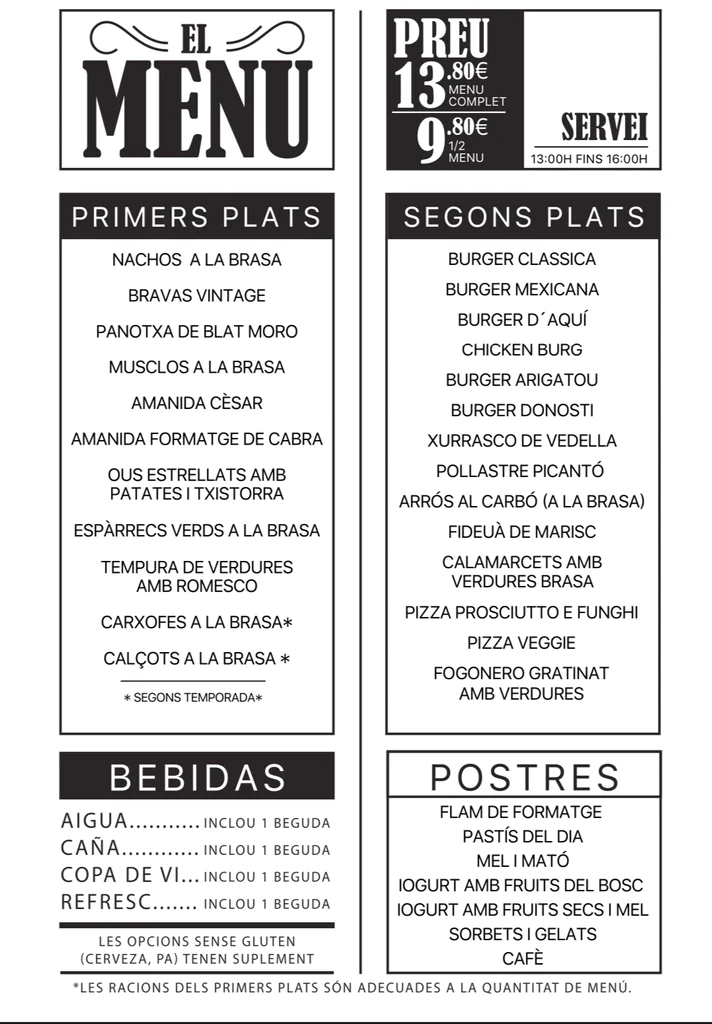 EL
MENU
PREU
13.80€
MENU
COMPLET
9.80€
1/2
MENU
SERVEI
13:00H FINS 16:00H
PRIMERS PLATS
NACHOS A LA BRASA
BRAVAS VINTAGE
PANOTXA DE BLAT MORO
MUSCLOS A LA BRASA
AMANIDA CÈSAR
AMANIDA FORMATGE DE CABRA
OUS ESTRELLATS AMB
PATATES I TXISTORRA
ESPÀRRECS VERDS A LA BRASA
TEMPURA DE VERDURES
AMB ROMESCO
CARXOFES A LA BRASA*
CALÇOTS A LA BRASA *
* SEGONS TEMPORADA*
SEGONS PLATS
BURGER CLASSICA
BURGER MEXICANA
BURGER D´AQUÍ
CHICKEN BURG
BURGER ARIGATOU
BURGER DONOSTI
XURRASCO DE VEDELLA
POLLASTRE PICANTÓ
ARRÓS AL CARBÓ (A LA BRASA)
FIDEUÀ DE MARISC
CALAMARCETS AMB
VERDURES BRASA
PIZZA PROSCIUTTO E FUNGHI
PIZZA VEGGIE
FOGONERO GRATINAT
AMB VERDURES
BEBIDAS
AIGUA........... INCLOU 1 BEGUDA
CAÑA............ INCLOU 1 BEGUDA
COPA DE VI... INCLOU 1 BEGUDA
REFRESC....... INCLOU 1 BEGUDA
LES OPCIONS SENSE GLUTEN
(CERVEZA, PA) TENEN SUPLEMENT
POSTRES
FLAM DE FORMATGE
PASTÍS DEL DIA
MEL I MATÓ
IOGURT AMB FRUITS DEL BOSC
IOGURT AMB FRUITS SECS I MEL
SORBETS I GELATS
CAFÈ
*LES RACIONS DELS PRIMERS PLATS SÓN ADECUADES A LA QUANTITAT DE MENÚ.